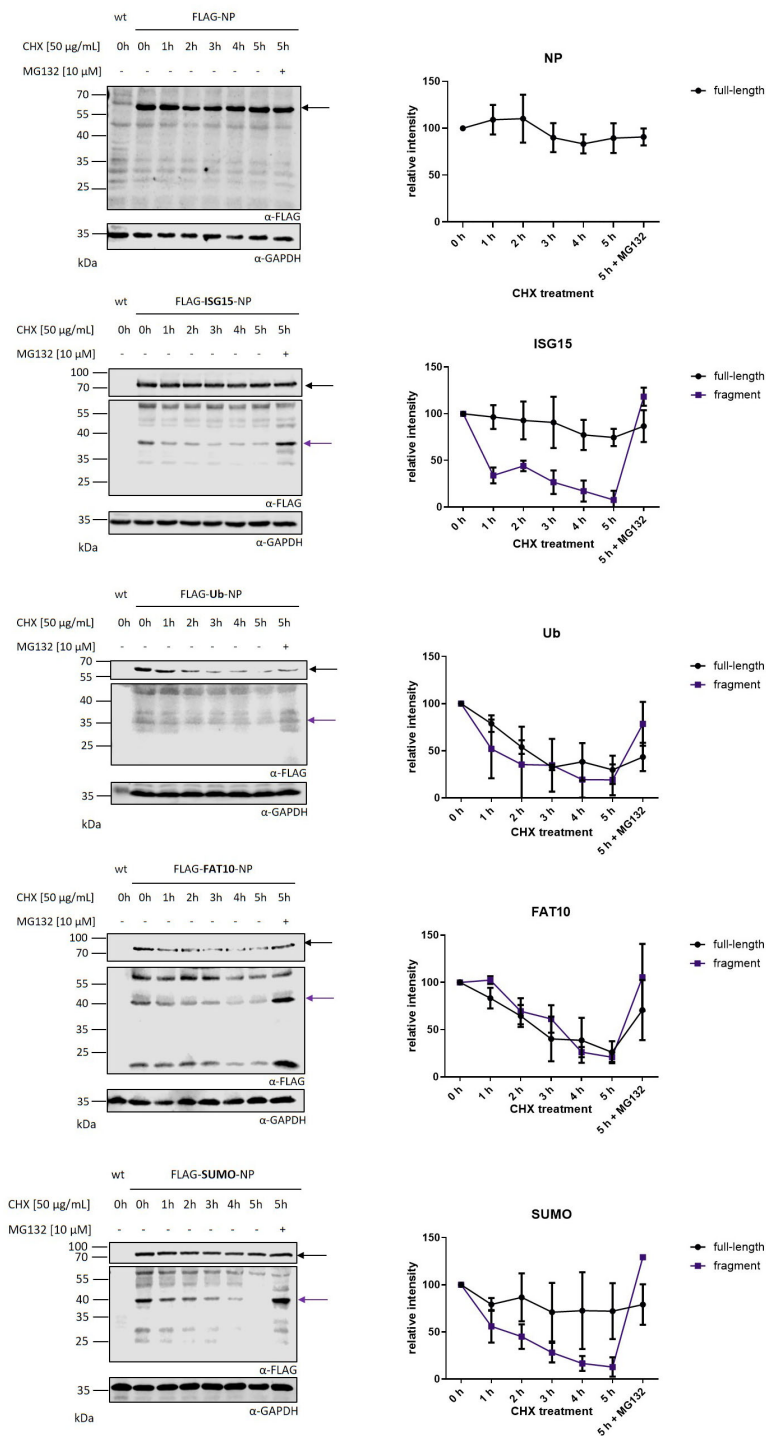 wt FLAG-NP
CHX [50 µg/mL] 0h 0h 1h 2h 3h 4h 5h 5h
MG132 [10 µM] - - - - - - - +
70
55
40
35
25
α-FLAG
35
α-GAPDH
kDa
NP
relative intensity
150
100
50
0
0 h 1 h 2 h 3 h 4 h 5 h 5 h + MG132
CHX treatment
full-length
wt FLAG-ISG15-NP
CHX [50 µg/mL] 0h 0h 1h 2h 3h 4h 5h 5h
MG132 [10 µM] - - - - - - - +
100
70
55
40
35
25
α-FLAG
35
α-GAPDH
kDa
ISG15
relative intensity
150
100
50
0
0 h 1 h 2 h 3 h 4 h 5 h 5 h + MG132
CHX treatment
full-length
fragment
wt FLAG-Ub-NP
CHX [50 µg/mL] 0h 0h 1h 2h 3h 4h 5h 5h
MG132 [10 µM] - - - - - - - +
70
55
40
35
25
α-FLAG
35
α-GAPDH
kDa
Ub
relative intensity
150
100
50
0
0 h 1 h 2 h 3 h 4 h 5 h 5 h + MG132
CHX treatment
full-length
fragment
wt FLAG-FAT10-NP
CHX [50 µg/mL] 0h 0h 1h 2h 3h 4h 5h 5h
MG132 [10 µM] - - - - - - - +
100
70
55
40
35
25
α-FLAG
35
α-GAPDH
kDa
FAT10
relative intensity
150
100
50
0
0 h 1 h 2 h 3 h 4 h 5 h 5 h + MG132
CHX treatment
full-length
fragment
wt FLAG-SUMO-NP
CHX [50 µg/mL] 0h 0h 1h 2h 3h 4h 5h 5h
MG132 [10 µM] - - - - - - - +
100
70
55
40
35
25
α-FLAG
35
α-GAPDH
kDa
SUMO
relative intensity
150
100
50
0
0 h 1 h 2 h 3 h 4 h 5 h 5 h + MG132
CHX treatment
full-length
fragment